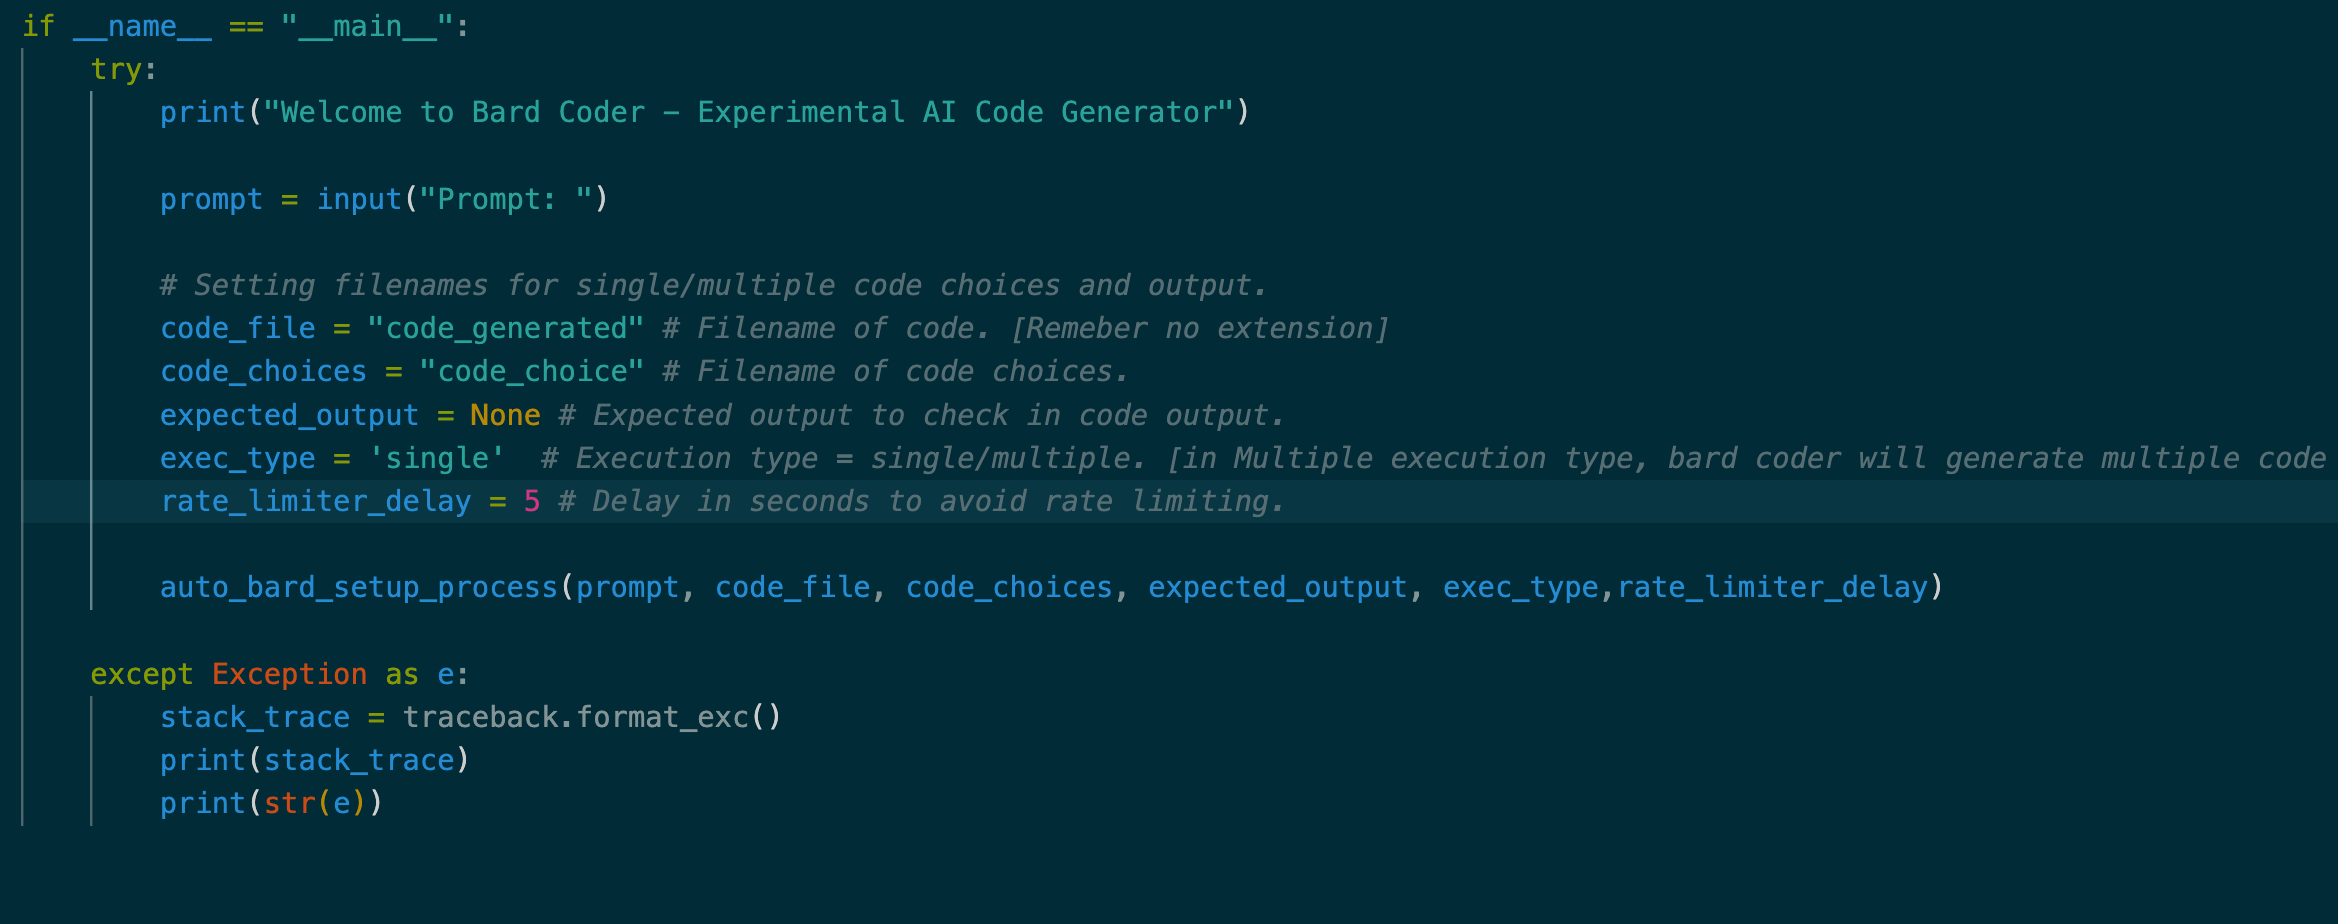 if __name__ == "__main__":
    try:
        print("Welcome to Bard Coder – Experimental AI Code Generator")

        prompt = input("Prompt: ")

        # Setting filenames for single/multiple code choices and output.
        code_file = "code_generated" # Filename of code. [Remeber no extension]
        code_choices = "code_choice" # Filename of code choices.
        expected_output = None # Expected output to check in code output.
        exec_type = 'single'  # Execution type = single/multiple. [in Multiple execution type, bard coder will generate multiple code
        rate_limiter_delay = 5 # Delay in seconds to avoid rate limiting.

        auto_bard_setup_process(prompt, code_file, code_choices, expected_output, exec_type,rate_limiter_delay)

    except Exception as e:
        stack_trace = traceback.format_exc()
        print(stack_trace)
        print(str(e))